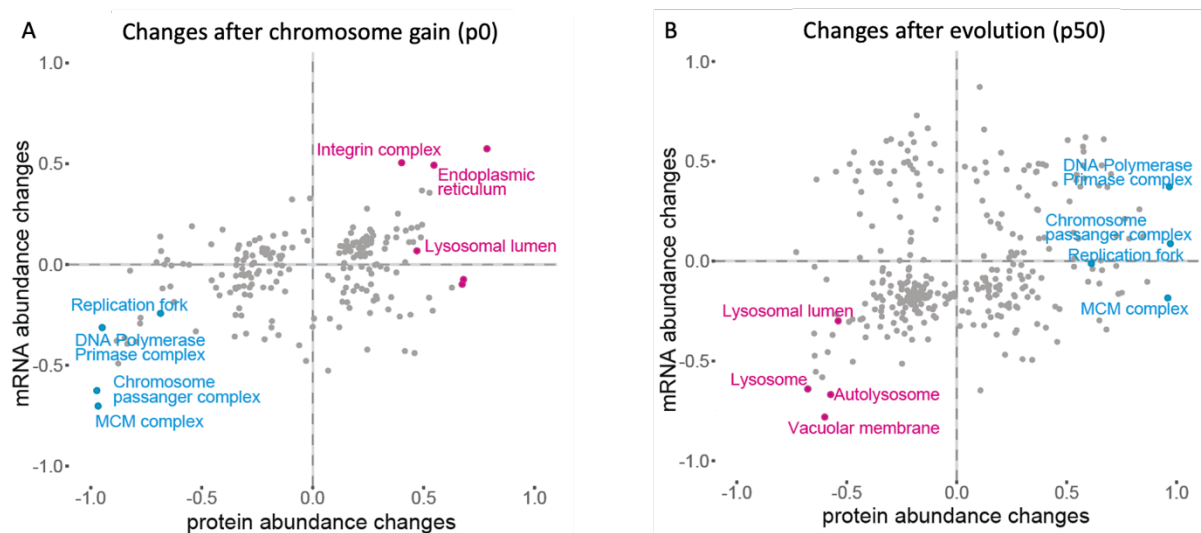 A
Changes after chromosome gain (p0)
1.0
0.5
0.0
-0.5
-1.0
mRNA abundance changes
Integrin complex
Endoplasmic
reticulum
Lysosomal lumen
Replication fork
DNA Polymerase
Primase complex
Chromosome
passanger complex
MCM complex
-1.0
-0.5
0.0
0.5
1.0
protein abundance changes
B
Changes after evolution (p50)
1.0
0.5
0.0
-0.5
-1.0
mRNA abundance changes
DNA Polymerase
Primase complex
Chromosome
passanger complex
Replication fork
MCM complex
Lysosomal lumen
Lysosome
Autolysosome
Vacuolar membrane
-1.0
-0.5
0.0
0.5
1.0
protein abundance changes